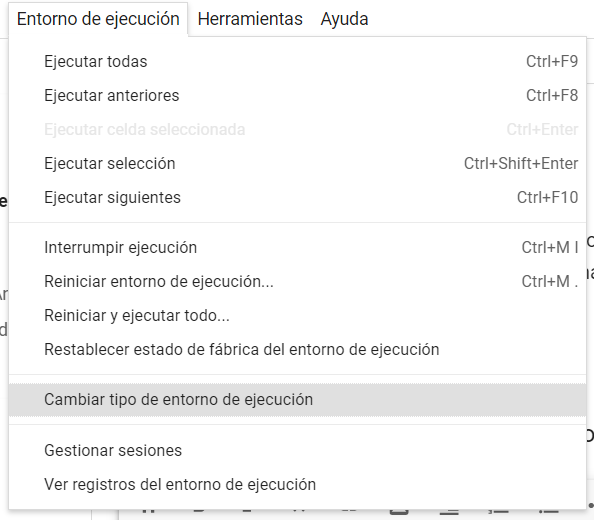 Entorno de ejecución Herramientas Ayuda
Ejecutar todas Ctrl+F9
Ejecutar anteriores Ctrl+F8
Ejecutar celda seleccionada Ctrl+Enter
Ejecutar selección Ctrl+Shift+Enter
Ejecutar siguientes Ctrl+F10
Interrumpir ejecución Ctrl+M I
Reiniciar entorno de ejecución... Ctrl+M .
Reiniciar y ejecutar todo...
Restablecer estado de fábrica del entorno de ejecución
Cambiar tipo de entorno de ejecución
Gestionar sesiones
Ver registros del entorno de ejecución